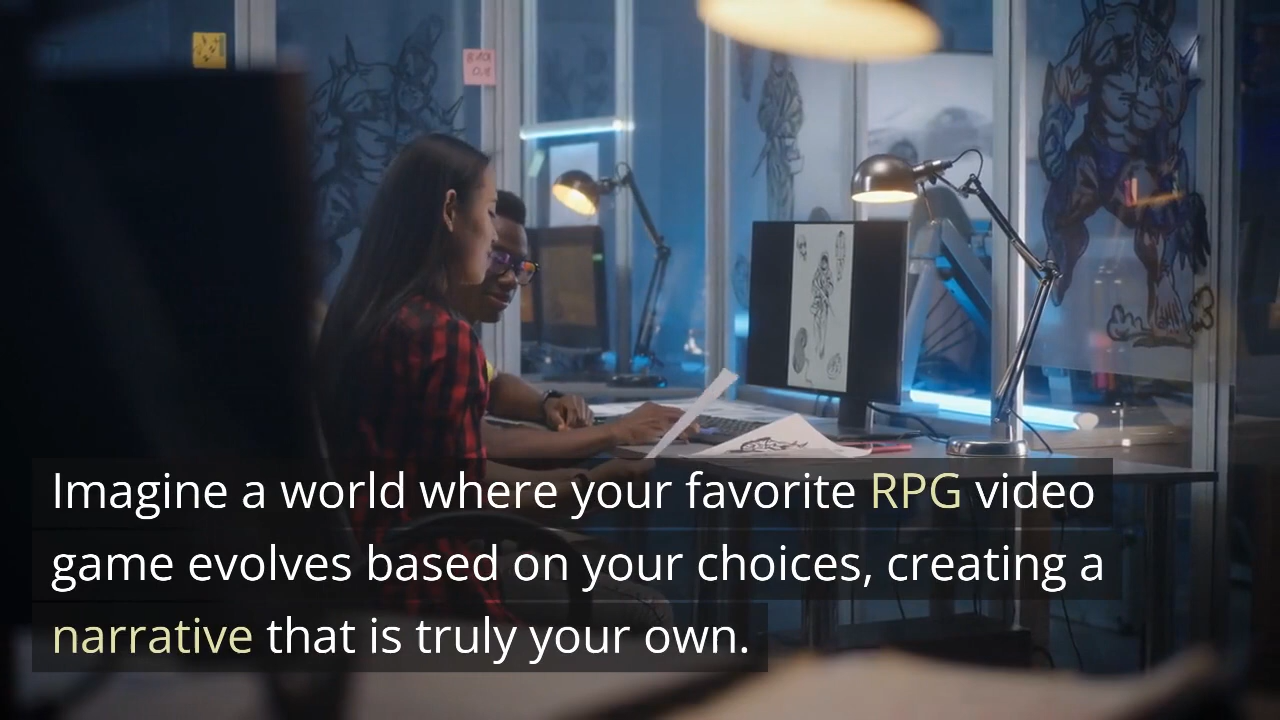 Imagine a world where your favorite RPG video
game evolves based on your choices, creating a
narrative that is truly your own.